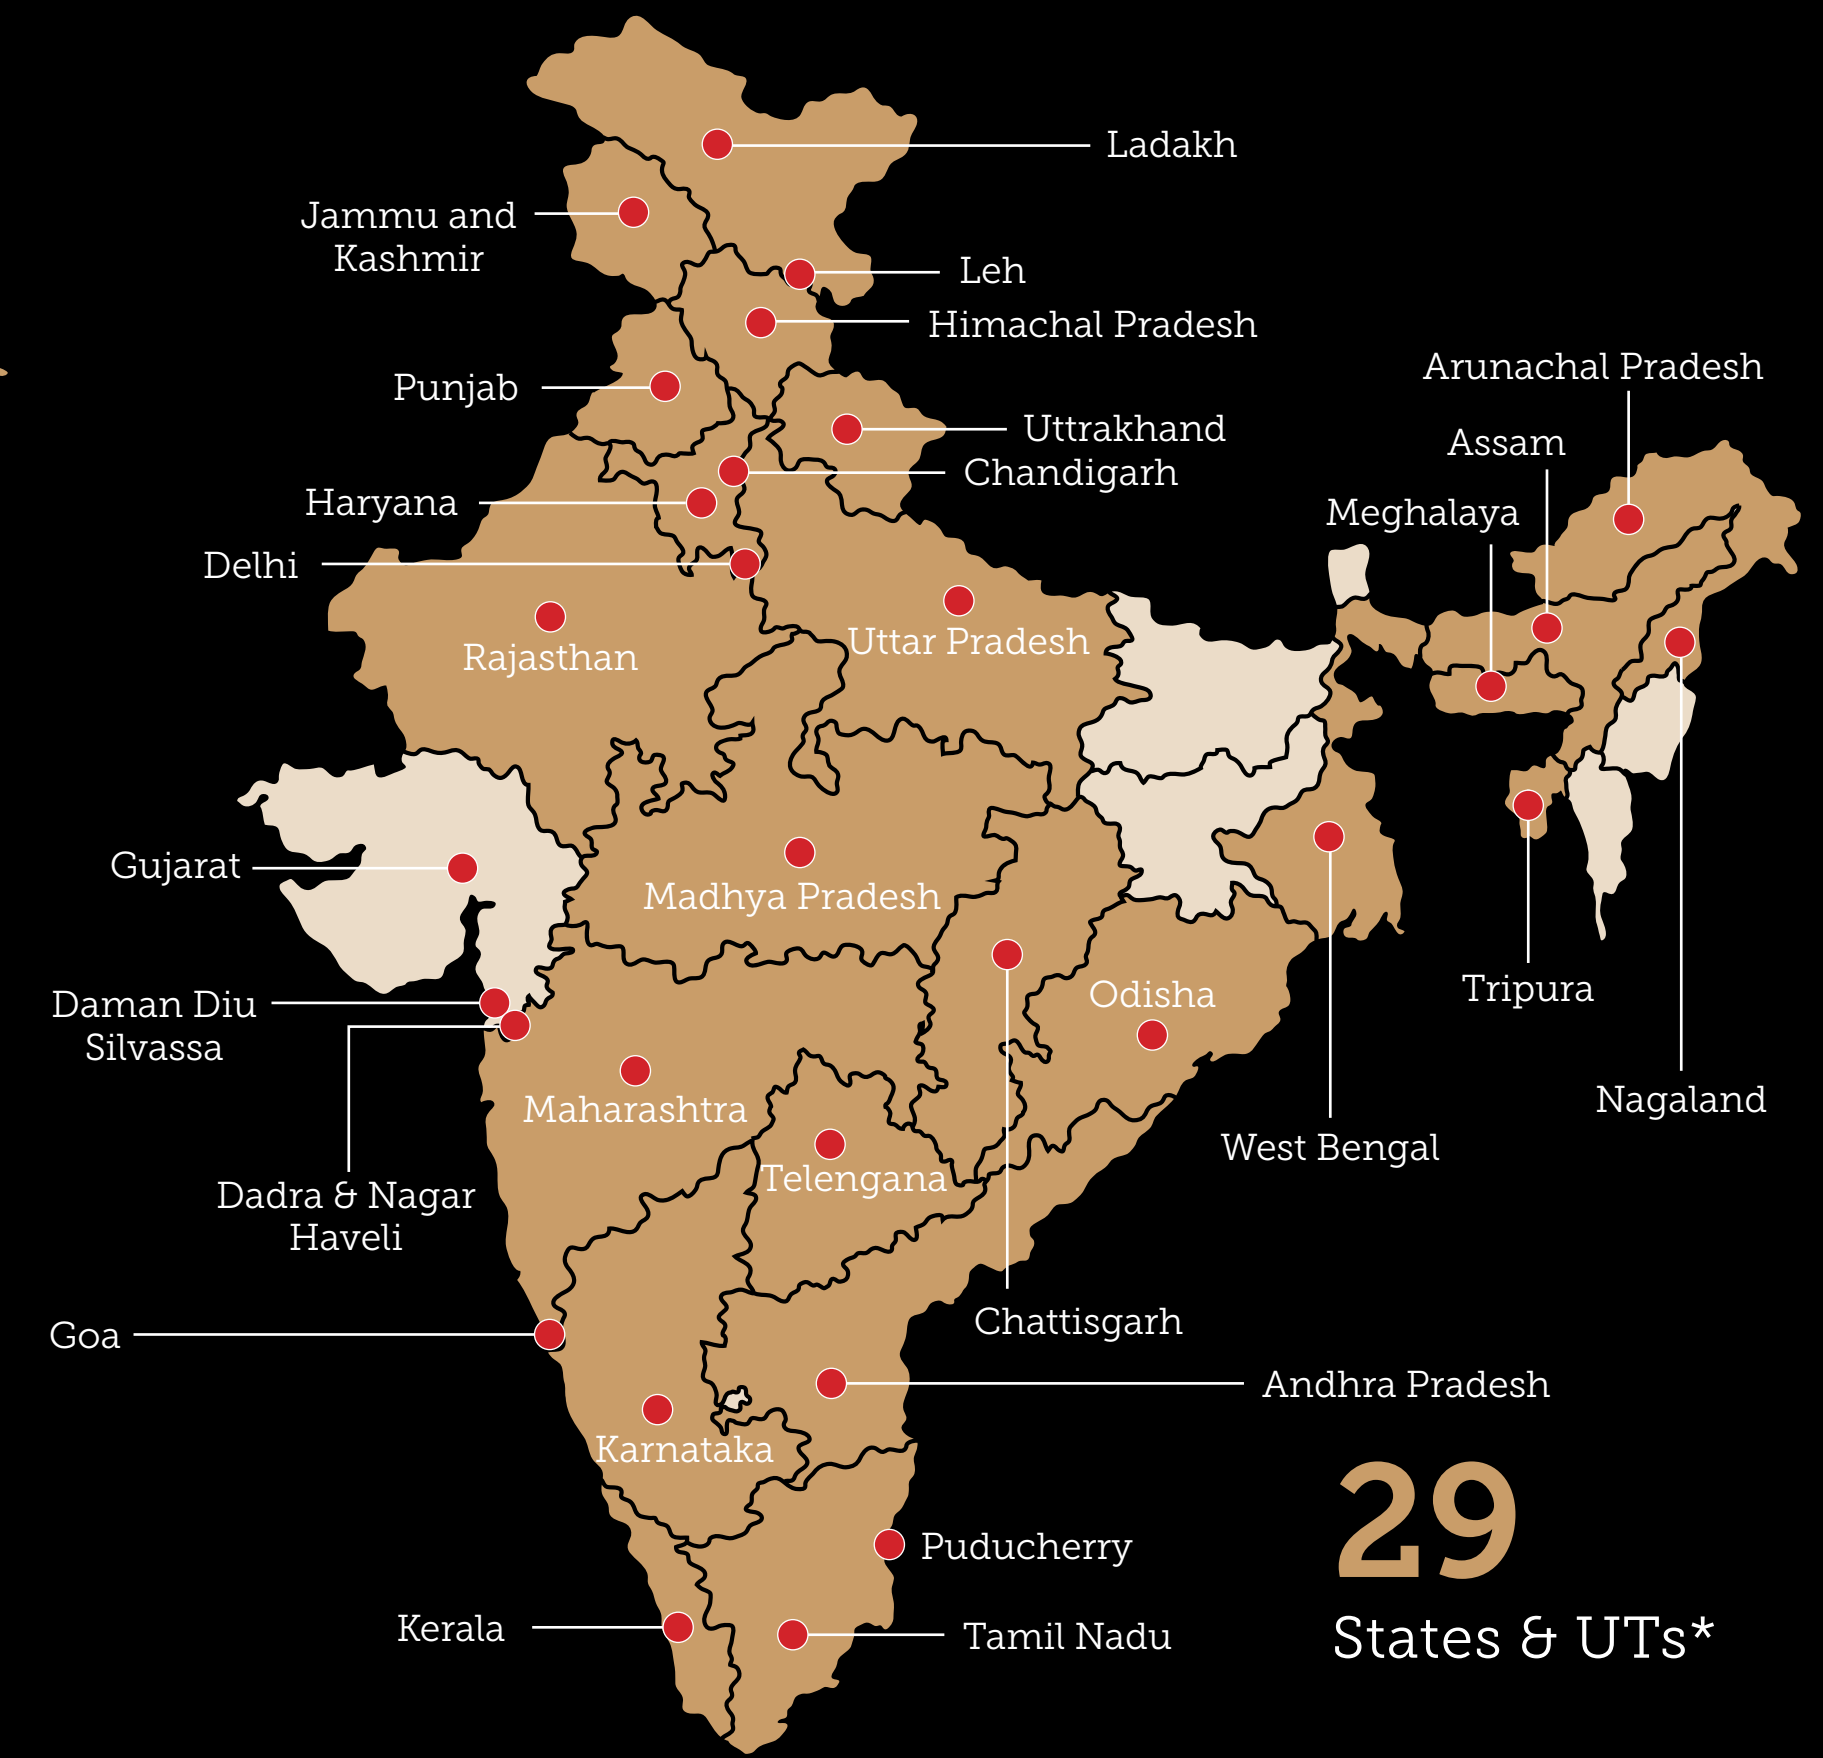 Ladakh
Jammu and
Kashmir
Leh
Himachal Pradesh
Arunachal Pradesh
Punjab
Uttrakhand
Assam
Chandigarh
Haryana
Meghalaya
Delhi
Uttar Pradesh
Rajasthan
Gujarat
Madhya Pradesh
Odisha
Tripura
Daman Diu
Silvassa
Nagaland
Maharashtra
West Bengal
Telengana
Dadra & Nagar
Haveli
Chattisgarh
Goa
Andhra Pradesh
Karnataka
29
States & UTs*
Puducherry
Kerala
Tamil Nadu